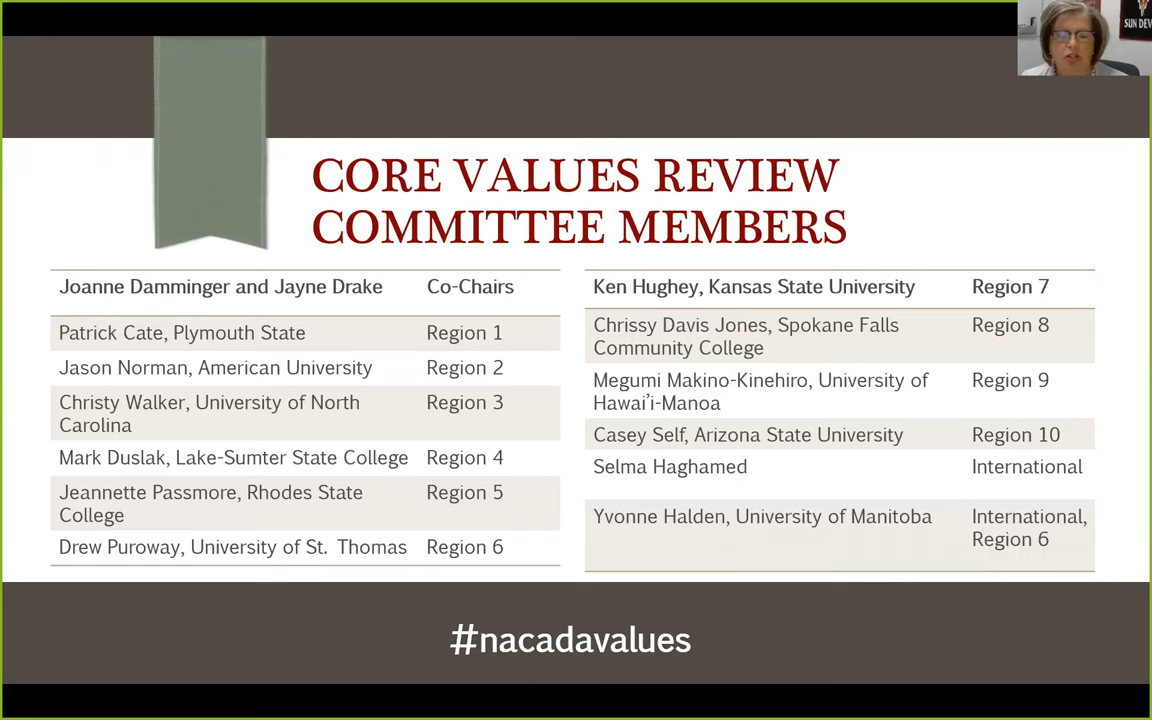 SUN DEV
CORE VALUES REVIEW
COMMITTEE MEMBERS
Joanne Damminger and Jayne Drake Co-Chairs
Patrick Cate, Plymouth State Region 1
Jason Norman, American University Region 2
Christy Walker, University of North Region 3
Carolina
Mark Duslak, Lake-Sumter State College Region 4
Jeannette Passmore, Rhodes State Region 5
College
Drew Puroway, University of St. Thomas Region 6
Ken Hughey, Kansas State University Region 7
Chrissy Davis Jones, Spokane Falls Region 8
Community College
Megumi Makino-Kinehiro, University of Region 9
Hawai’i-Manoa
Casey Self, Arizona State University Region 10
Selma Haghamed International
Yvonne Halden, University of Manitoba International,
Region 6
#nacadavalues